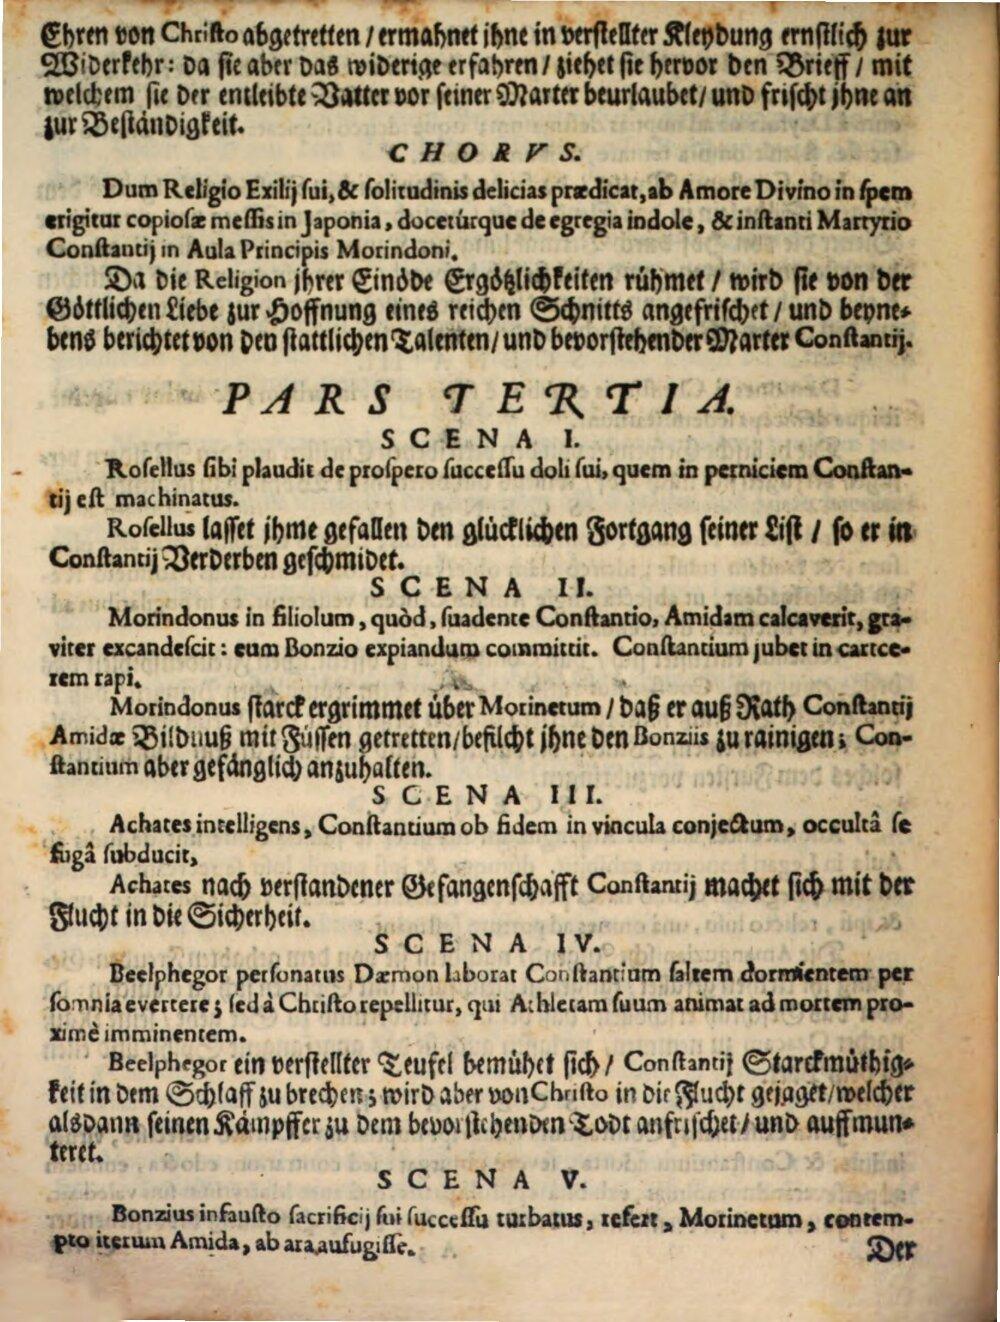 Ehren von Christo abgetretten / ermahnet jhne in verstellter Kleydung ernstlich zur
Widerkehr: da sie aber das widerige erfahren / ziehet sie hervor den Brieff / mit
welchem sie der entleibte Vatter vor seiner Marter beurlaubet / und frischt jhne an
zur Beständigkeit.
CHORVS.
Dum Religio Exilij sui, & solitudinis delicias prædicat, ab Amore Divino in spem
erigitur copiosæ messis in Japonia, docetúrque de egregia indole, & instanti Martyrio
Constantij in Aula Principis Morindoni.
Da die Religion jhrer Einöde Ergötzlichkeiten rühmet / wird sie von der
Göttlichen Liebe zur Hoffnung eines reichen Schnitts angefrischet / und beyne-
bens berichtet von den stattlichen Talenten / und bevorstehender Marter Constantij.
PARS TERTIA.
SCENA I.
Rosellus sibi plaudit de prospero successu doli sui, quem in perniciem Constan-
tij est machinatus.
Rosellus lasset jhme gefallen den glücklichen Fortgang seiner List / so er in
Constantij Verderben geschmidet.
SCENA II.
Morindonus in filiolum, quòd, suadente Constantio, Amidam calcaverit, gra-
viter excandescit: eum Bonzio expiandum committit. Constantium jubet in carce-
rem rapi.
Morindonus starck ergrimmet über Morinetum / daß er auß Rath Constantij
Amidæ Bildnuß mit Füssen getretten / befilcht jhne den Bonziis zu rainigen; Con-
stantium aber gefänglich anzuhalten.
SCENA III.
Achates intelligens, Constantium ob fidem in vincula conjectum, occultâ se
fugâ subducit,
Achates nach verstandener Gefangenschafft Constantij machet sich mit der
Flucht in die Sicherheit.
SCENA IV.
Beelphegor personatus Dæmon laborat Constantium saltem dormientem per
somnia evertere; sed à Christo repellitur, qui Athletam suum animat ad mortem pro-
ximè imminentem.
Beelphegor ein verstellter Teufel bemühet sich / Constantij Starckmüthig-
keit in dem Schlaff zu brechen; wird aber von Christo in die Flucht gejaget / welcher
alsdann seinen Kämpffer zu dem bevorstehenden Todt anfrischet / und auffmun-
teret.
SCENA V.
Bonzius infausto sacrificij sui successu turbatus, refert, Morinetum, contem-
pto iterum Amida, ab ara aufugisse.
Der